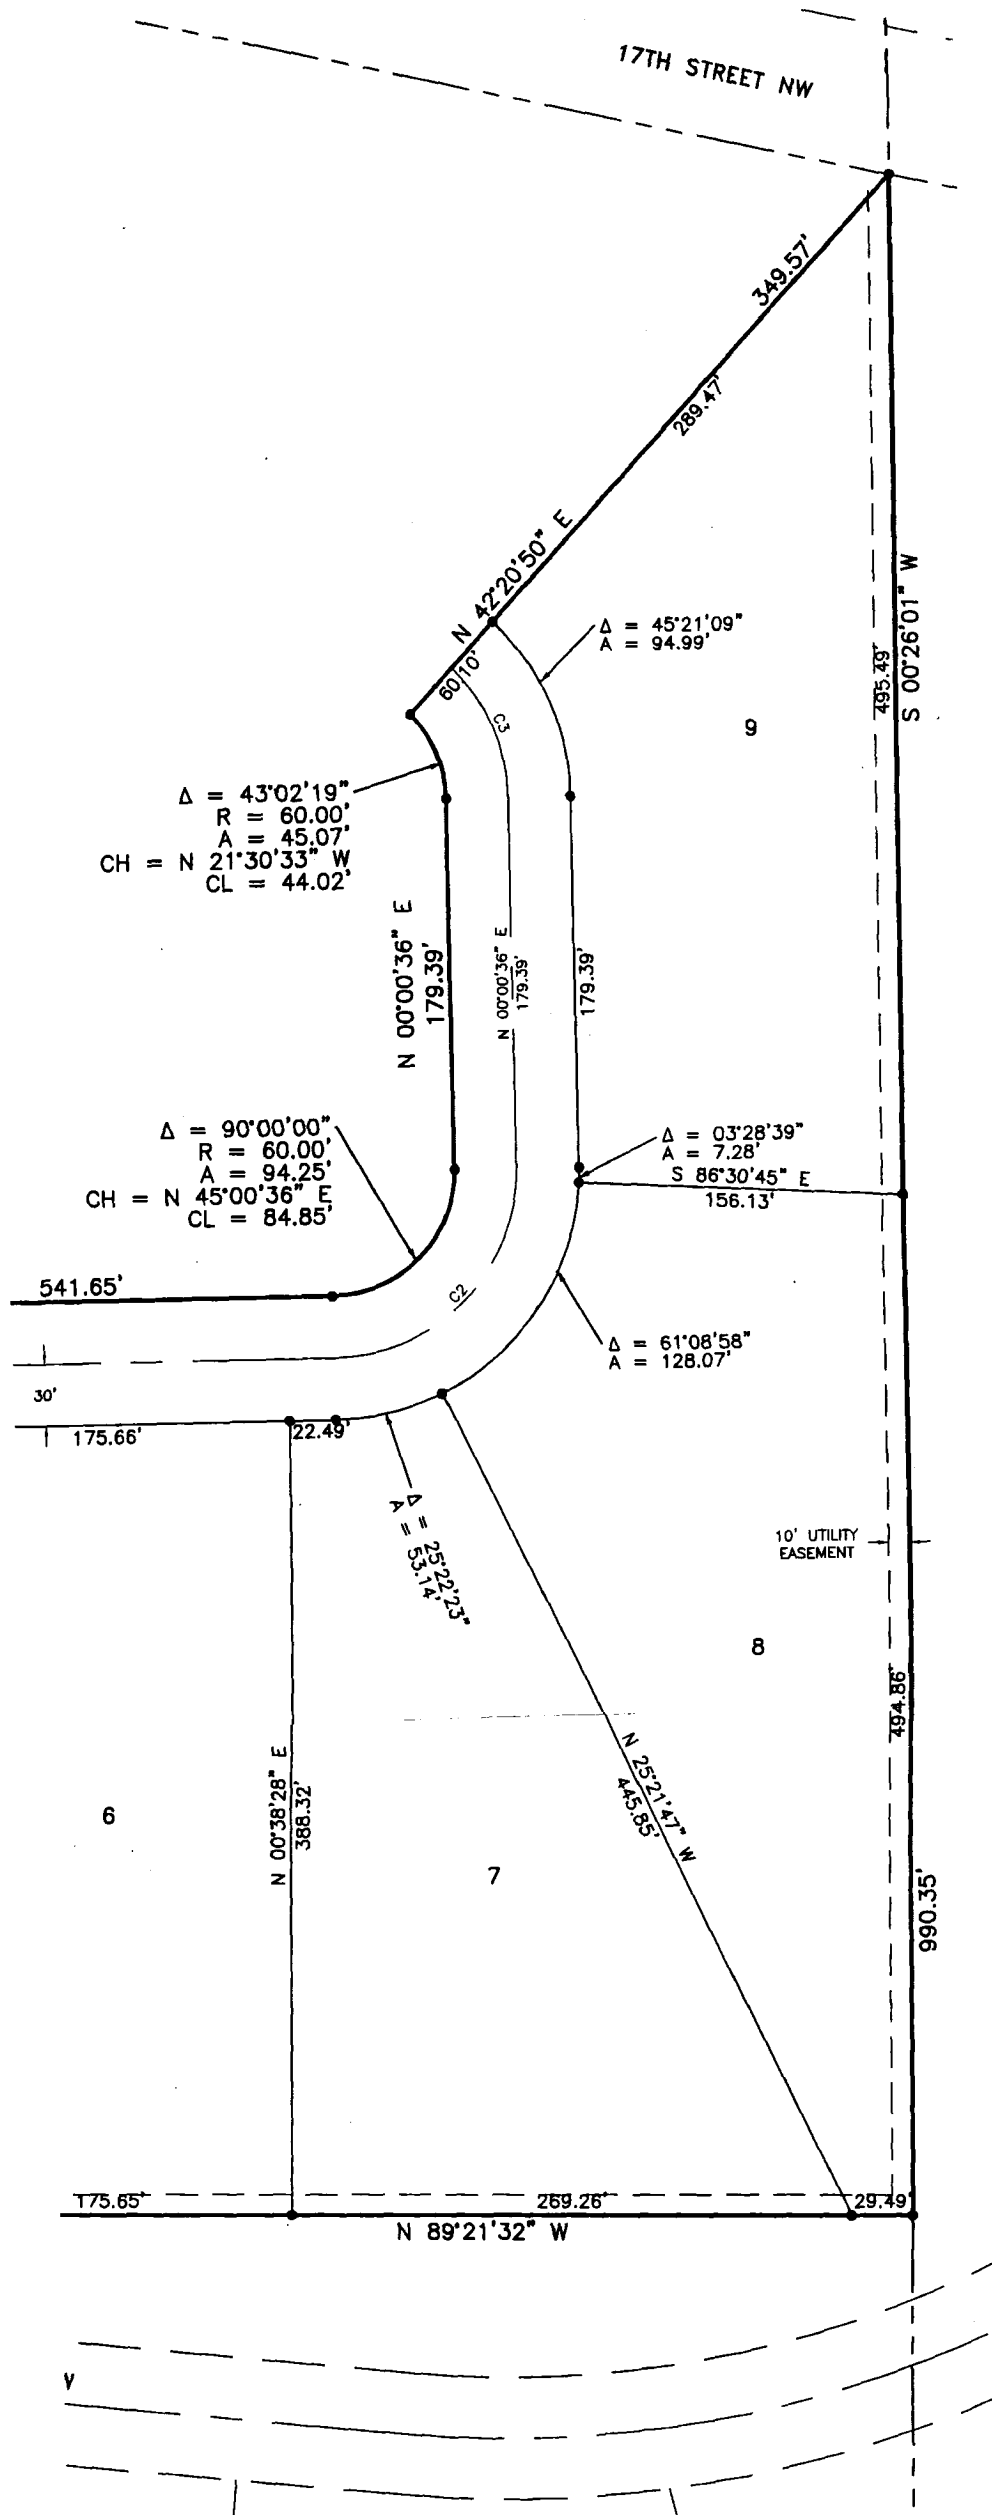 17TH STREET NW
349.57'
289.47'
N 42°20'50" E
60.10'
Δ = 45°21'09"
A = 94.99'
S 00°26'01" W
495.49'
C3
9
Δ = 43°02'19"
R = 60.00'
A = 45.07'
CH = N 21°30'33" W
CL = 44.02'
N 00°00'36" E
179.39'
N 00°00'36" E
179.39'
179.39'
Δ = 90°00'00"
R = 60.00'
A = 94.25'
CH = N 45°00'36" E
CL = 84.85'
Δ = 03°28'39"
A = 7.28'
S 86°30'45" E
156.13'
541.65'
C2
Δ = 61°08'58"
A = 128.07'
30'
175.66'
22.49'
Δ = 25°22'23"
A = 53.14'
10' UTILITY
EASEMENT
8
494.86'
N 25°21'47" W
445.85'
N 00°38'28" E
388.32'
6
7
990.35'
175.65'
269.26'
29.49'
N 89°21'32" W
V